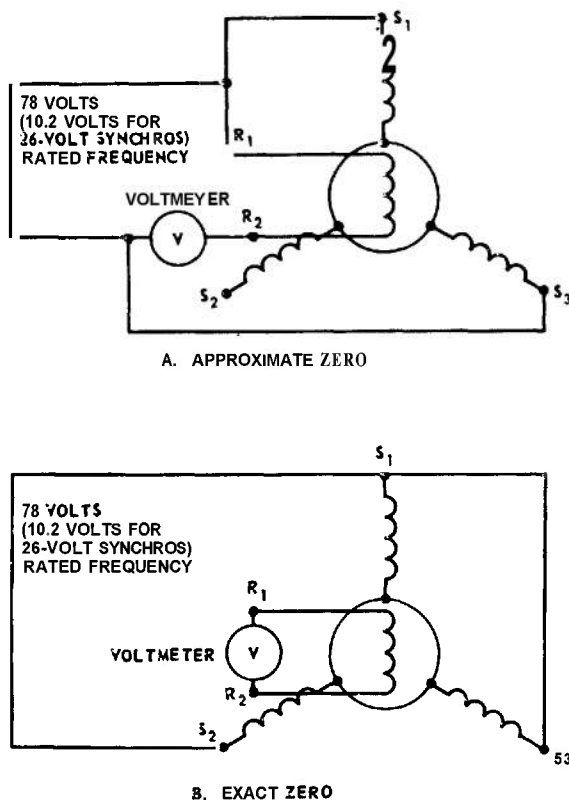 S1
2
78 VOLTS
(10.2 VOLTS FOR
26-VOLT SYNCHROS)
RATED FREQUENCY
R1
VOLTMEYER
V
R2
S2
S3
A. APPROXIMATE ZERO
S1
78 VOLTS
(10.2 VOLTS FOR
26-VOLT SYNCHROS)
RATED FREQUENCY
R1
VOLTMETER
V
R2
S2
53
B. EXACT ZERO